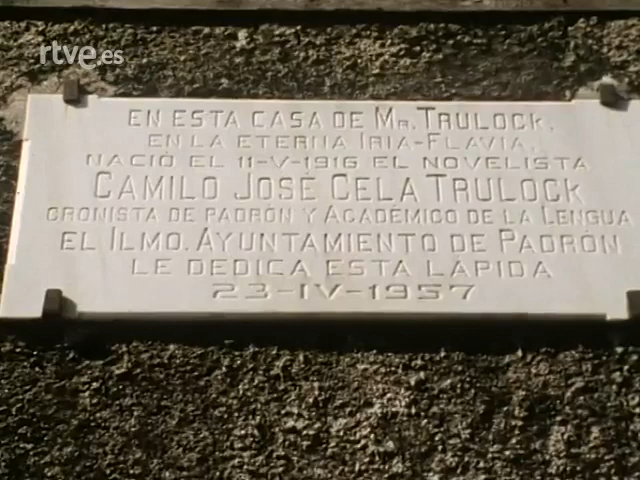 rtve.es
EN ESTA CASA DE MR. TRULOCK,
EN LA ETERNA IRIA-FLAVIA,
NACIÓ EL 11-V-1916 EL NOVELISTA
CAMILO JOSÉ CELA TRULOCK
CRONISTA DE PADRÓN Y ACADÉMICO DE LA LENGUA
EL ILMO. AYUNTAMIENTO DE PADRÓN
LE DEDICA ESTA LÁPIDA
23-IV-1957